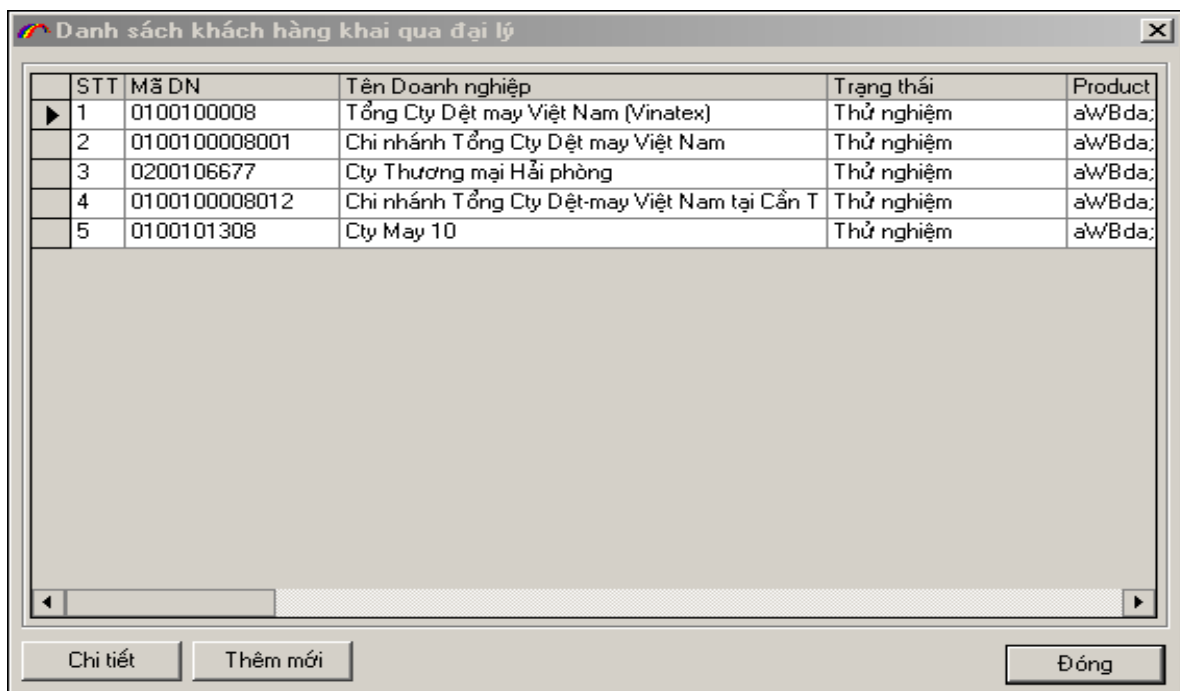 Danh sách khách hàng khai qua đại lý
STT Mã DN Tên Doanh nghiệp Trạng thái Product
1 0100100008 Tổng Cty Dệt may Việt Nam (Vinatex) Thử nghiệm aWBda;
2 0100100008001 Chi nhánh Tổng Cty Dệt may Việt Nam Thử nghiệm aWBda;
3 0200106677 Cty Thương mại Hải phòng Thử nghiệm aWBda;
4 0100100008012 Chi nhánh Tổng Cty Dệt-may Việt Nam tại Cần T Thử nghiệm aWBda;
5 0100101308 Cty May 10 Thử nghiệm aWBda;
Chi tiết Thêm mới Đóng